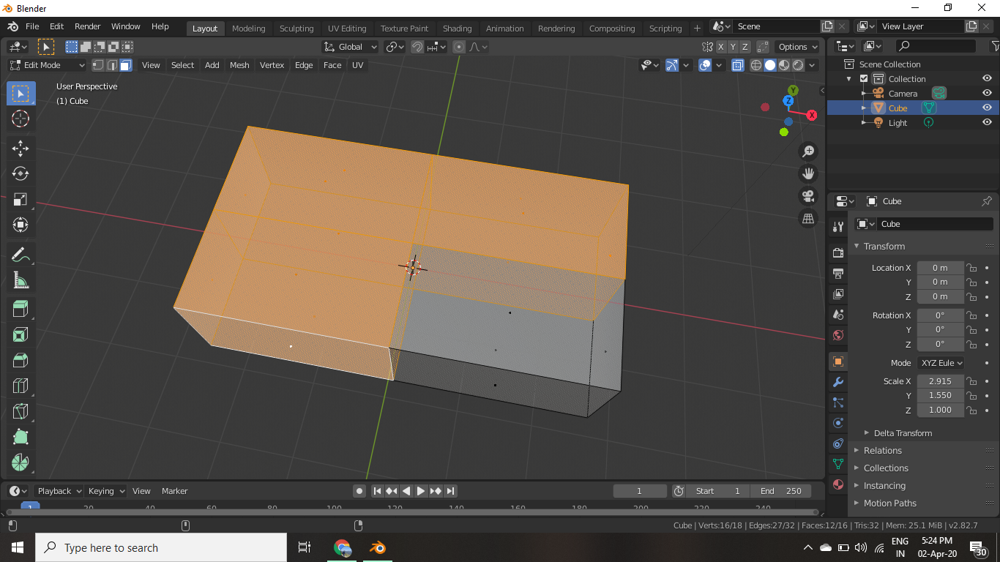 Blender
File Edit Render Window Help Layout Modeling Sculpting UV Editing Texture Paint Shading Animation Rendering Compositing Scripting + Scene View Layer
Global X Y Z Options
Edit Mode View Select Add Mesh Vertex Edge Face UV
User Perspective
(1) Cube
Y
Z
X
Scene Collection
Collection
Camera
Cube
Light
Cube
Cube
Transform
Location X 0 m
Y 0 m
Z 0 m
Rotation X 0°
Y 0°
Z 0°
Mode XYZ Eule
Scale X 2.915
Y 1.550
Z 1.000
Delta Transform
Relations
Collections
Instancing
Motion Paths
Playback Keying View Marker 1 Start 1 End 250
1 20 40 60 80 100 120 140 160 180 200 220 240
Cube | Verts:16/18 | Edges:27/32 | Faces:12/16 | Tris:32 | Mem: 25.1 MiB | v2.82.7
Type here to search
ENG
IN
5:24 PM
02-Apr-20
30